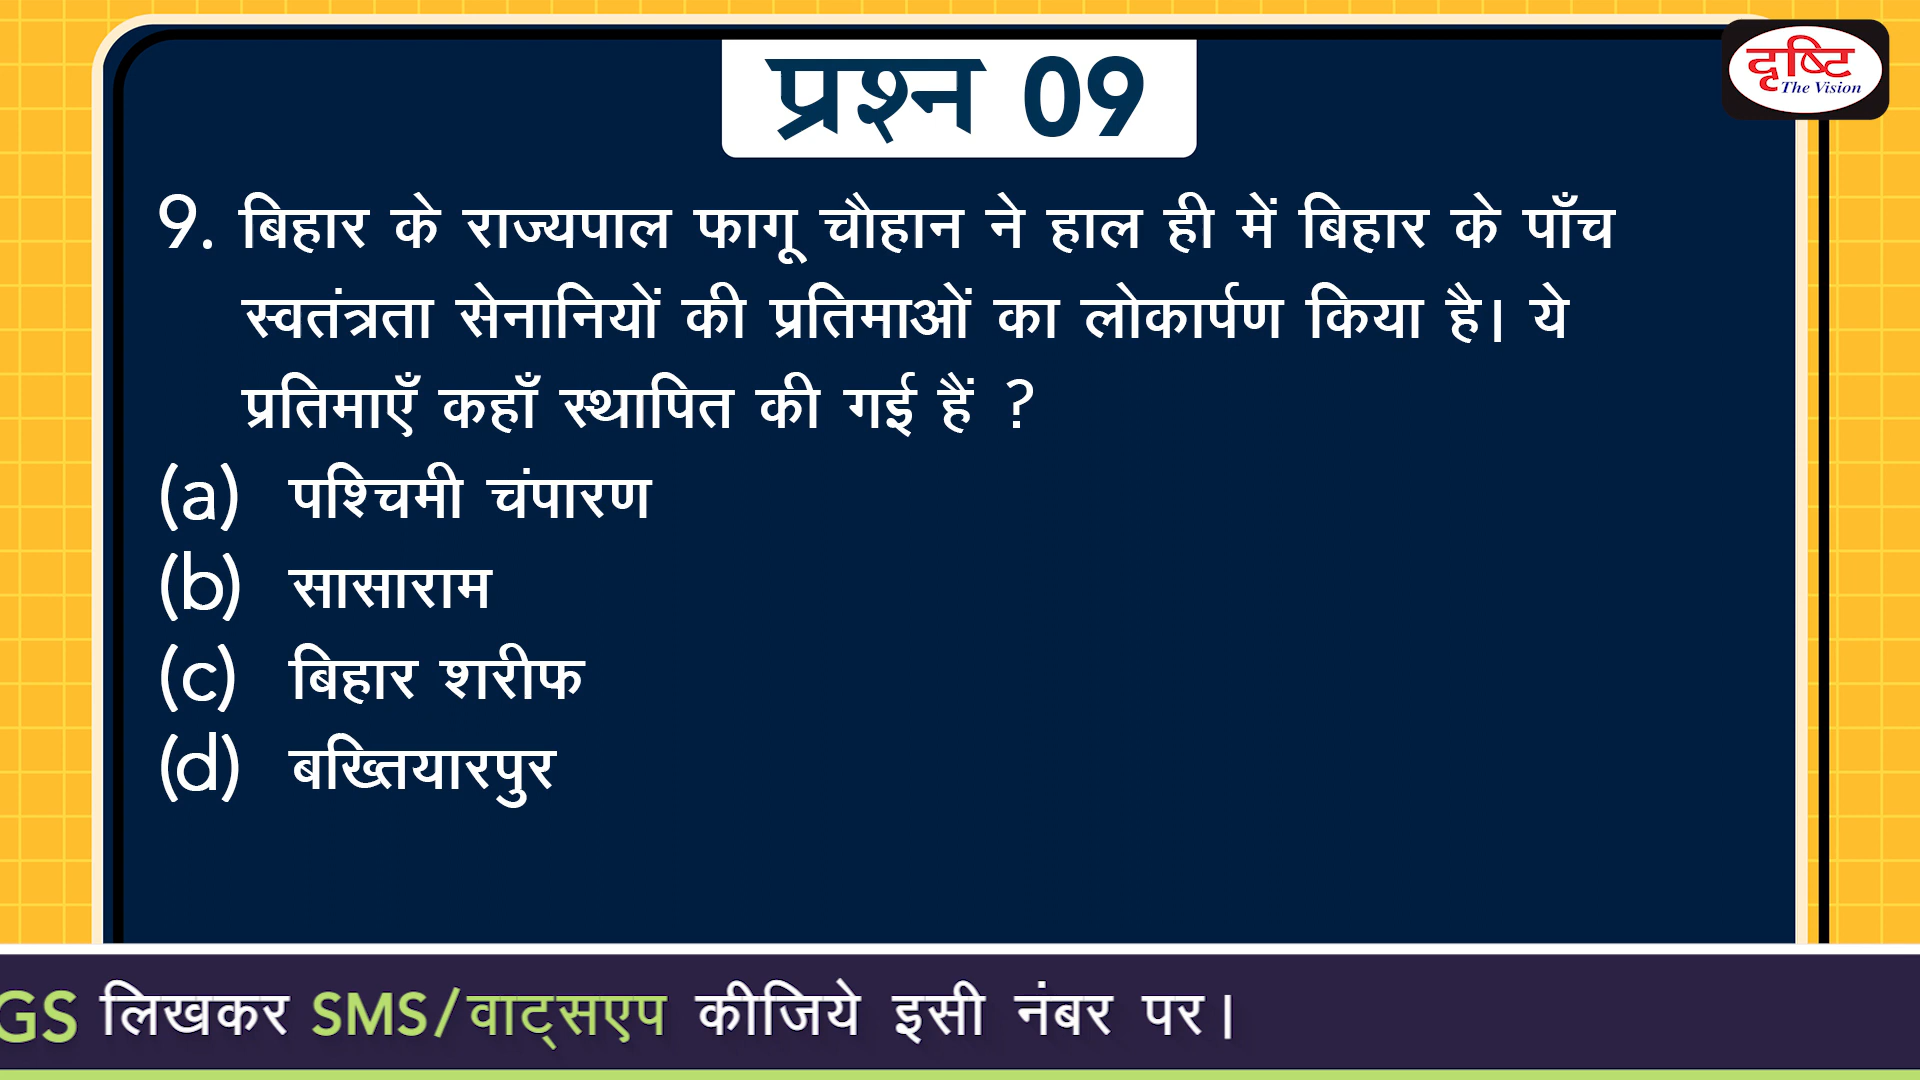 प्रश्न 09
दृष्टि
The Vision
9. बिहार के राज्यपाल फागू चौहान ने हाल ही में बिहार के पाँच
स्वतंत्रता सेनानियों की प्रतिमाओं का लोकार्पण किया है। ये
प्रतिमाएँ कहाँ स्थापित की गई हैं ?
(a) पश्चिमी चंपारण
(b) सासाराम
(c) बिहार शरीफ
(d) बख्तियारपुर
GS लिखकर SMS/वाट्सएप कीजिये इसी नंबर पर।